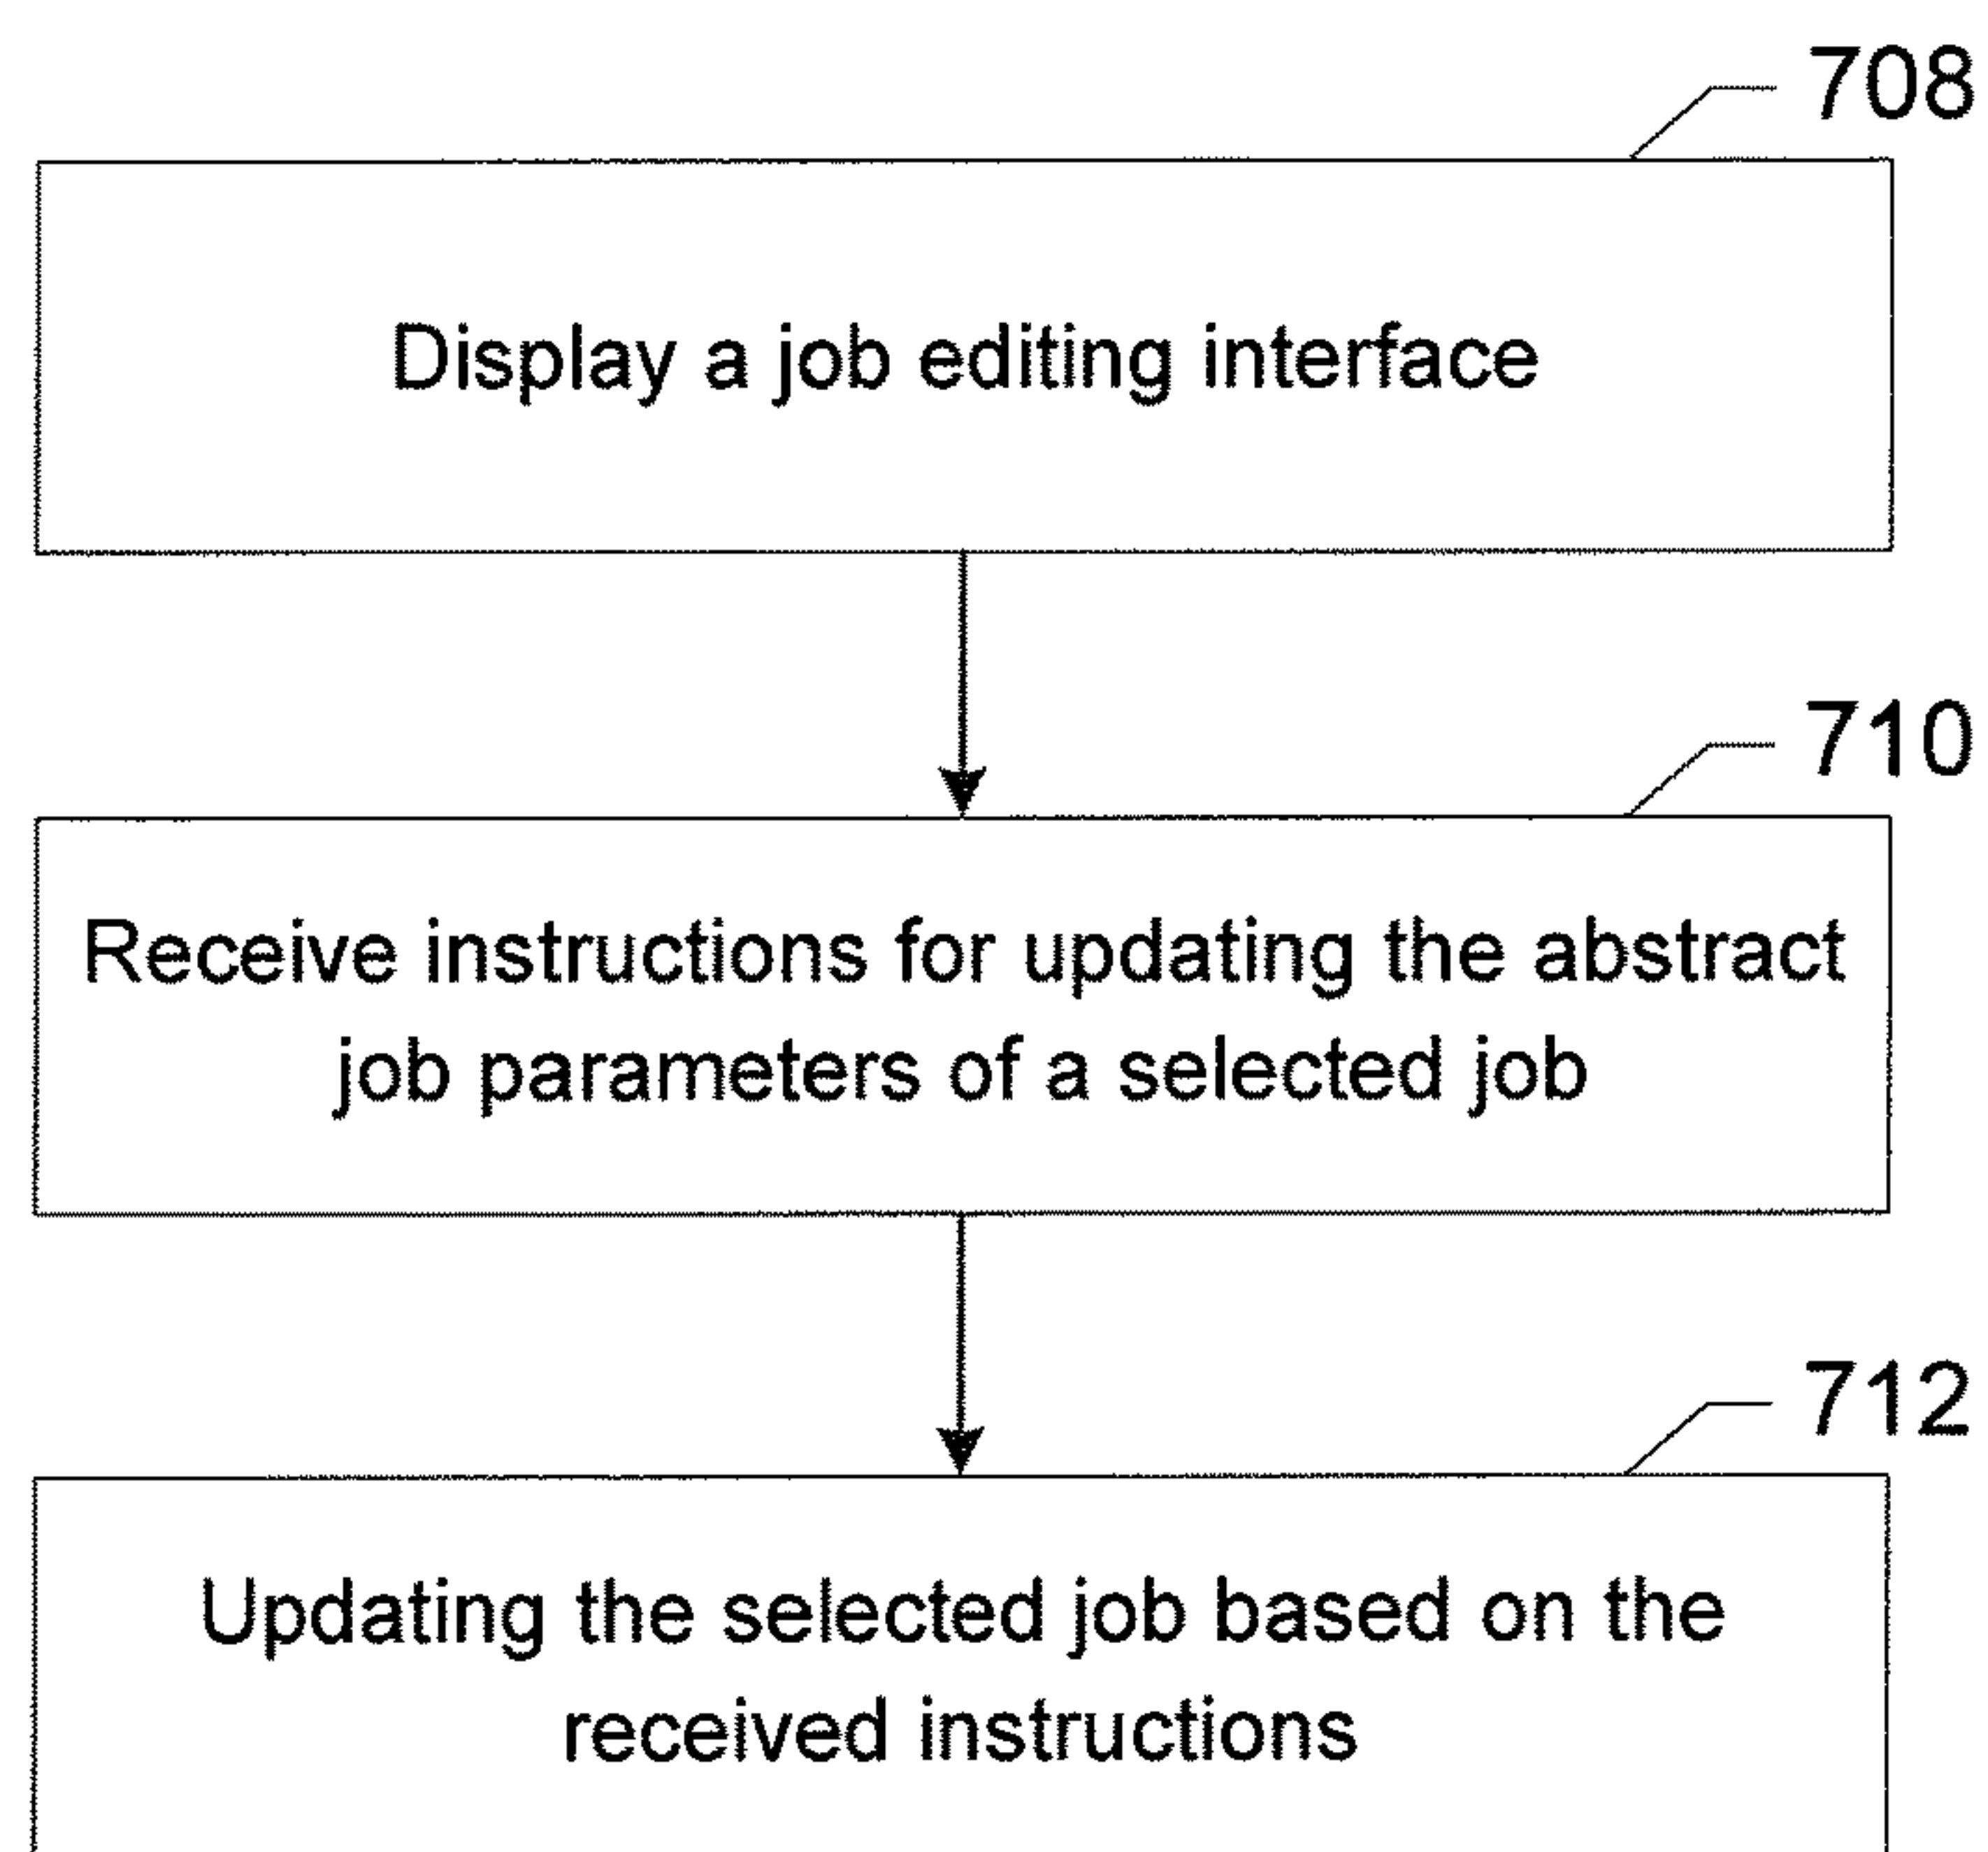 708
Display a job editing interface
710
Receive instructions for updating the abstract
job parameters of a selected job
712
Updating the selected job based on the
received instructions